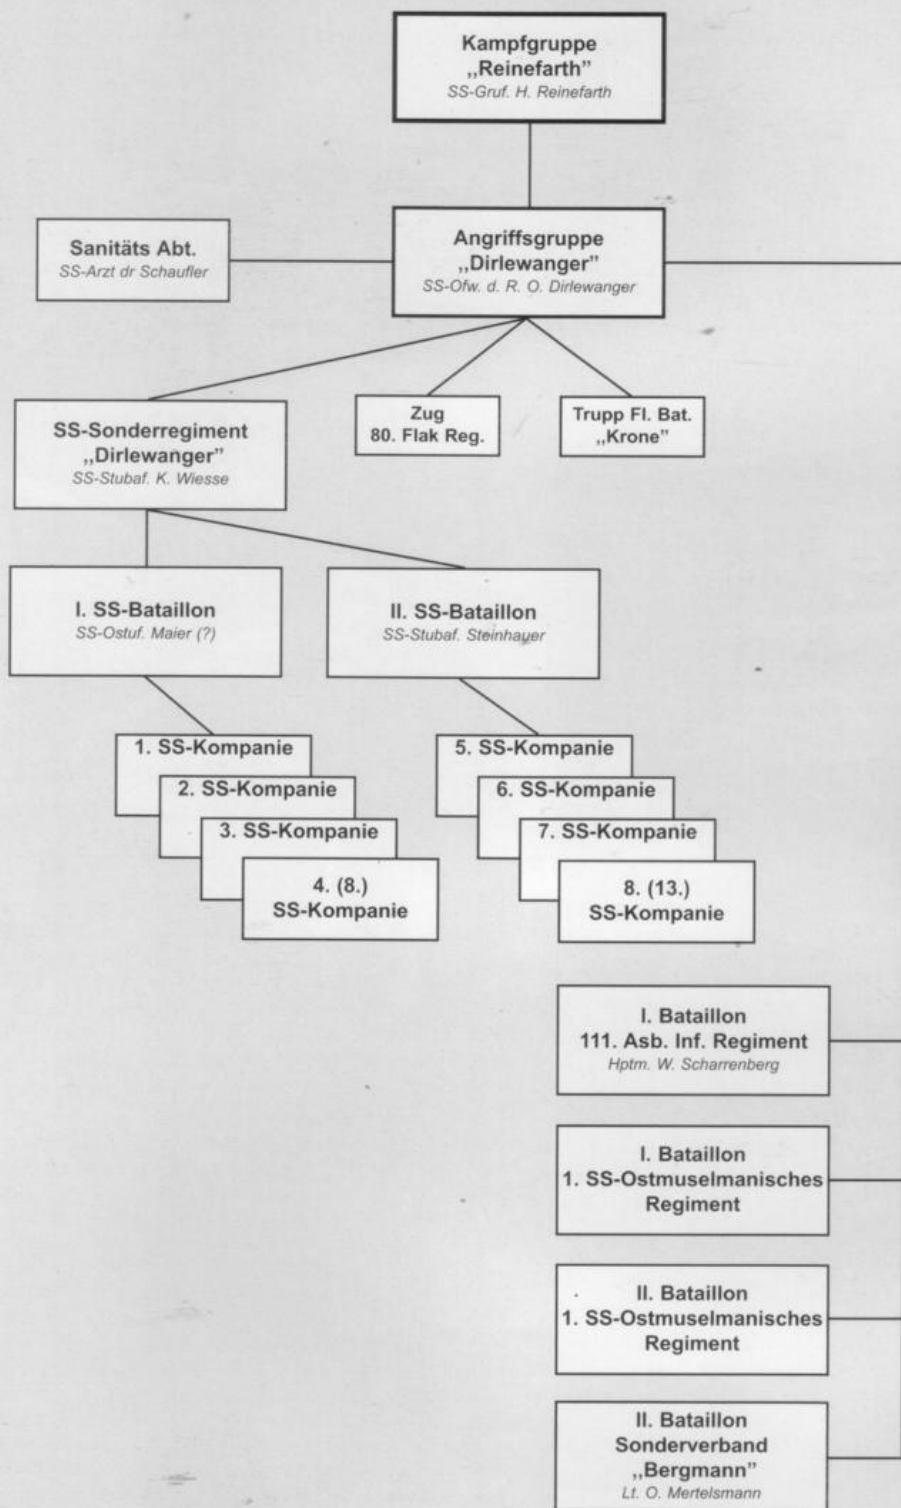 Kampfgruppe
„Reinefarth”
SS-Gruf. H. Reinefarth
Sanitäts Abt.
SS-Arzt dr Schaufler
Angriffsgruppe
„Dirlewanger”
SS-Ofw. d. R. O. Dirlewanger
SS-Sonderregiment
„Dirlewanger”
SS-Stubaf. K. Wiesse
Zug
80. Flak Reg.
Trupp Fl. Bat.
„Krone”
I. SS-Bataillon
SS-Ostuf. Maier (?)
II. SS-Bataillon
SS-Stubaf. Steinhauer
1. SS-Kompanie
2. SS-Kompanie
3. SS-Kompanie
4. (8.)
SS-Kompanie
5. SS-Kompanie
6. SS-Kompanie
7. SS-Kompanie
8. (13.)
SS-Kompanie
I. Bataillon
111. Asb. Inf. Regiment
Hptm. W. Scharrenberg
I. Bataillon
1. SS-Ostmuselmanisches
Regiment
II. Bataillon
1. SS-Ostmuselmanisches
Regiment
II. Bataillon
Sonderverband
„Bergmann”
Lt. O. Mertelsmann